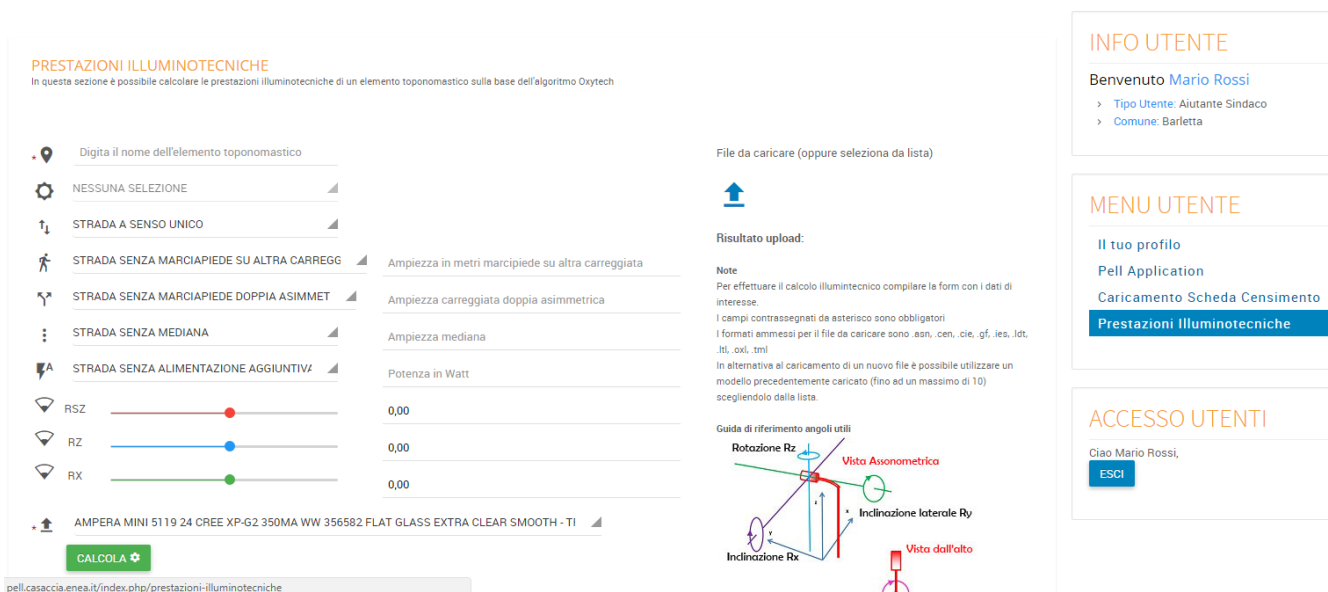 PRESTAZIONI ILLUMINOTECNICHE
In questa sezione è possibile calcolare le prestazioni illuminotecniche di un elemento toponomastico sulla base dell'algoritmo Oxytech
* Digita il nome dell'elemento toponomastico
NESSUNA SELEZIONE
STRADA A SENSO UNICO
STRADA SENZA MARCIAPIEDE SU ALTRA CARREGG
Ampiezza in metri marcipiede su altra carreggiata
STRADA SENZA MARCIAPIEDE DOPPIA ASIMMET
Ampiezza carreggiata doppia asimmetrica
STRADA SENZA MEDIANA
Ampiezza mediana
A STRADA SENZA ALIMENTAZIONE AGGIUNTIVA
Potenza in Watt
RSZ
0,00
RZ
0,00
RX
0,00
* AMPERA MINI 5119 24 CREE XP-G2 350MA WW 356582 FLAT GLASS EXTRA CLEAR SMOOTH - TI
CALCOLA
pell.casaccia.enea.it/index.php/prestazioni-illuminotecniche
File da caricare (oppure seleziona da lista)
Risultato upload:
Note
Per effettuare il calcolo illumintecnico compilare la form con i dati di
interesse.
I campi contrassegnati da asterisco sono obbligatori
I formati ammessi per il file da caricare sono .asn, .cen, .cie, .gf, .ies, .ldt,
.ltl, .oxl, .tml
In alternativa al caricamento di un nuovo file è possibile utilizzare un
modello precedentemente caricato (fino ad un massimo di 10)
scegliendolo dalla lista.
Guida di riferimento angoli utili
Rotazione Rz
Vista Assonometrica
z
x
Inclinazione laterale Ry
Y
Inclinazione Rx
Vista dall'alto
INFO UTENTE
Benvenuto Mario Rossi
› Tipo Utente: Aiutante Sindaco
› Comune: Barletta
MENU UTENTE
Il tuo profilo
Pell Application
Caricamento Scheda Censimento
Prestazioni Illuminotecniche
ACCESSO UTENTI
Ciao Mario Rossi,
ESCI